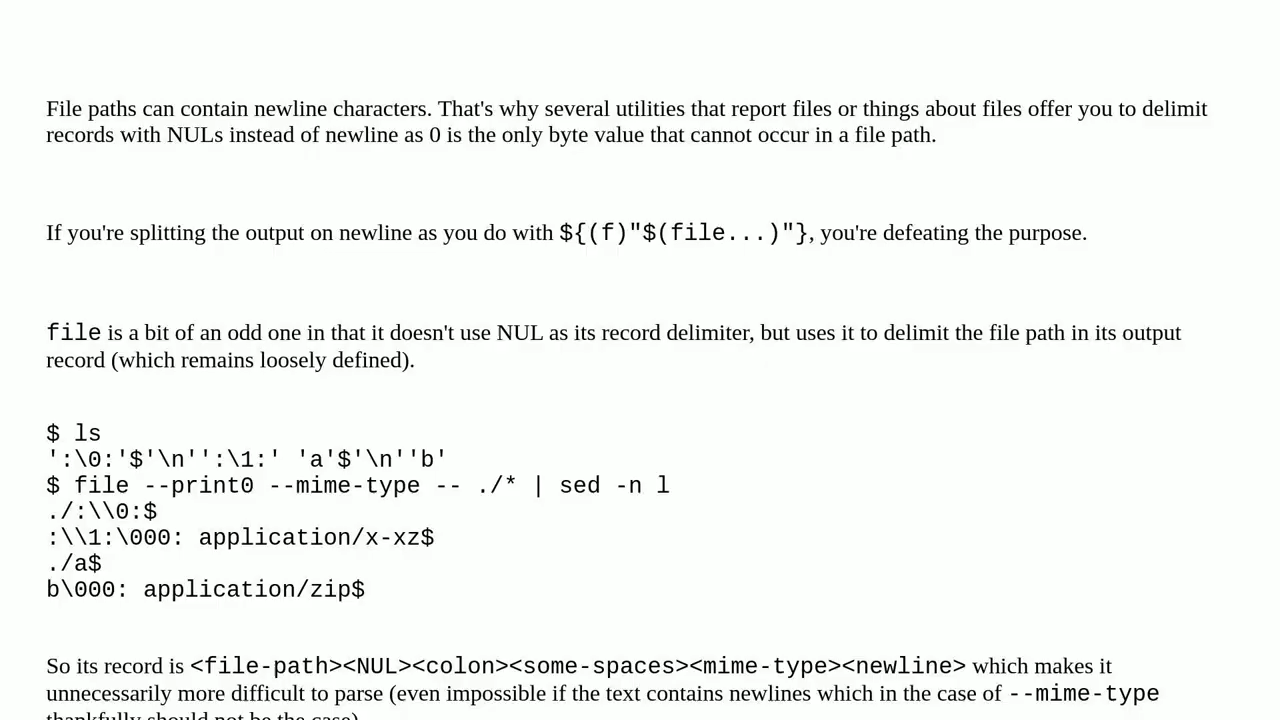 File paths can contain newline characters. That's why several utilities that report files or things about files offer you to delimit
records with NULs instead of newline as 0 is the only byte value that cannot occur in a file path.
If you're splitting the output on newline as you do with ${(f)"$(file...)"}, you're defeating the purpose.
file is a bit of an odd one in that it doesn't use NUL as its record delimiter, but uses it to delimit the file path in its output
record (which remains loosely defined).
$ ls
':\0:'$'\n'':\1:' 'a'$'\n''b'
$ file --print0 --mime-type -- ./* | sed -n l
./:\\0:$
:\\1:\000: application/x-xz$
./a$
b\000: application/zip$
So its record is <file-path><NUL><colon><some-spaces><mime-type><newline> which makes it
unnecessarily more difficult to parse (even impossible if the text contains newlines which in the case of --mime-type
thankfully should not be the case)